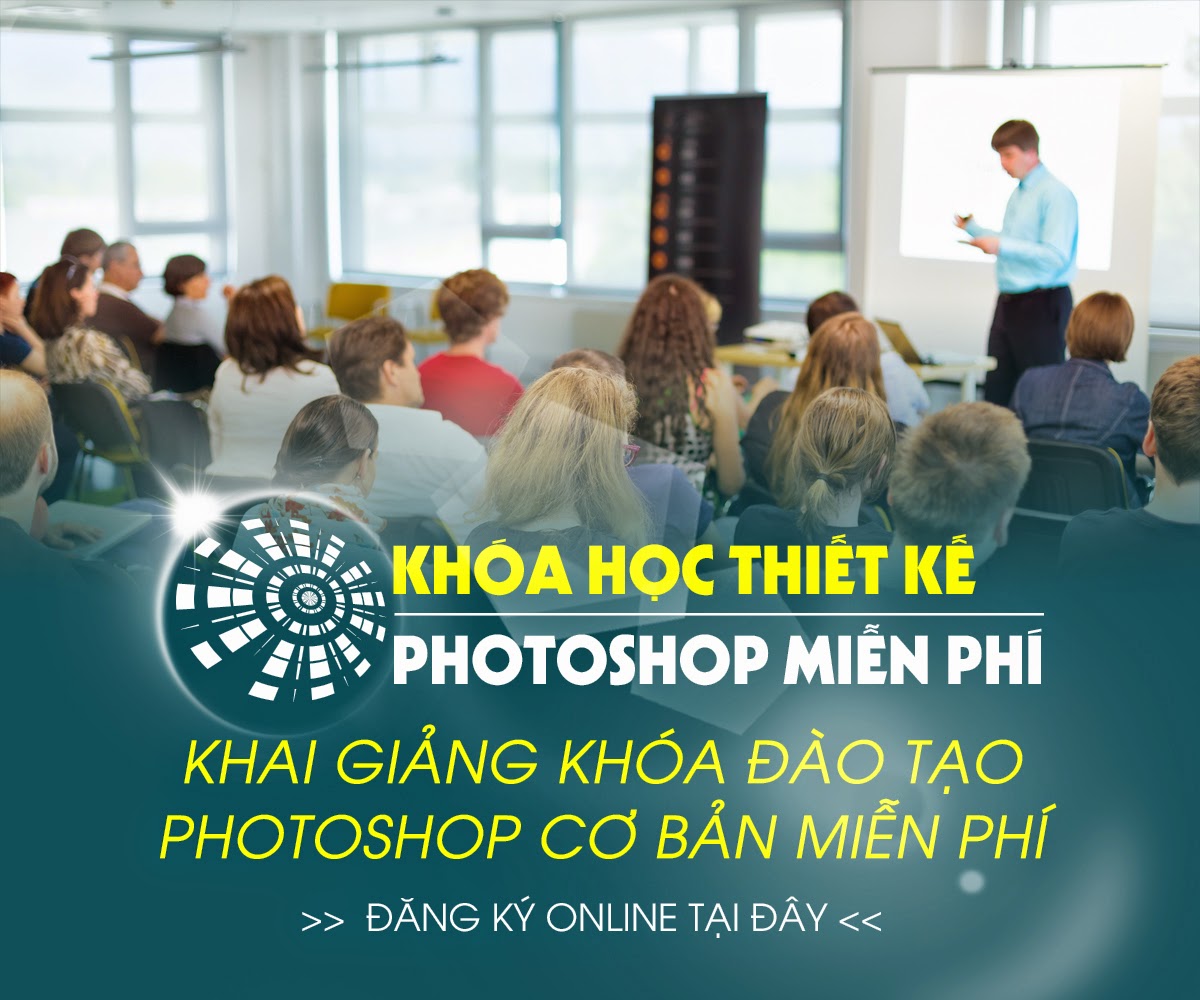 KHÓA HỌC THIẾT KẾ
PHOTOSHOP MIỄN PHÍ
KHAI GIẢNG KHÓA ĐÀO TẠO
PHOTOSHOP CƠ BẢN MIỄN PHÍ
>> ĐĂNG KÝ ONLINE TẠI ĐÂY <<